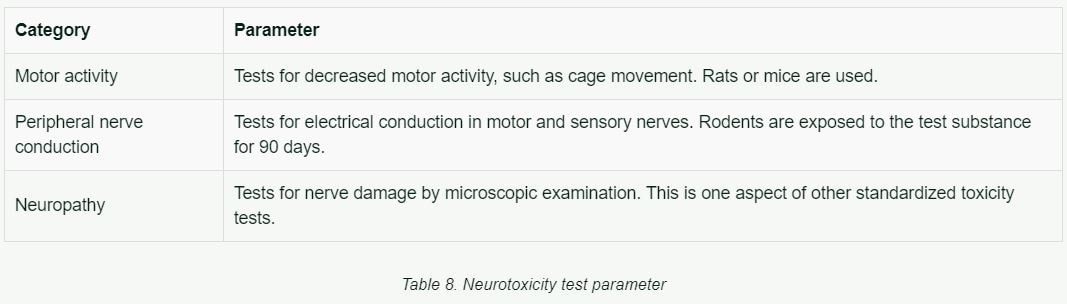 Category Parameter
Motor activity Tests for decreased motor activity, such as cage movement. Rats or mice are used.
Peripheral nerve
conduction
Tests for electrical conduction in motor and sensory nerves. Rodents are exposed to the test substance
for 90 days.
Neuropathy
Tests for nerve damage by microscopic examination. This is one aspect of other standardized toxicity
tests.
Table 8. Neurotoxicity test parameter